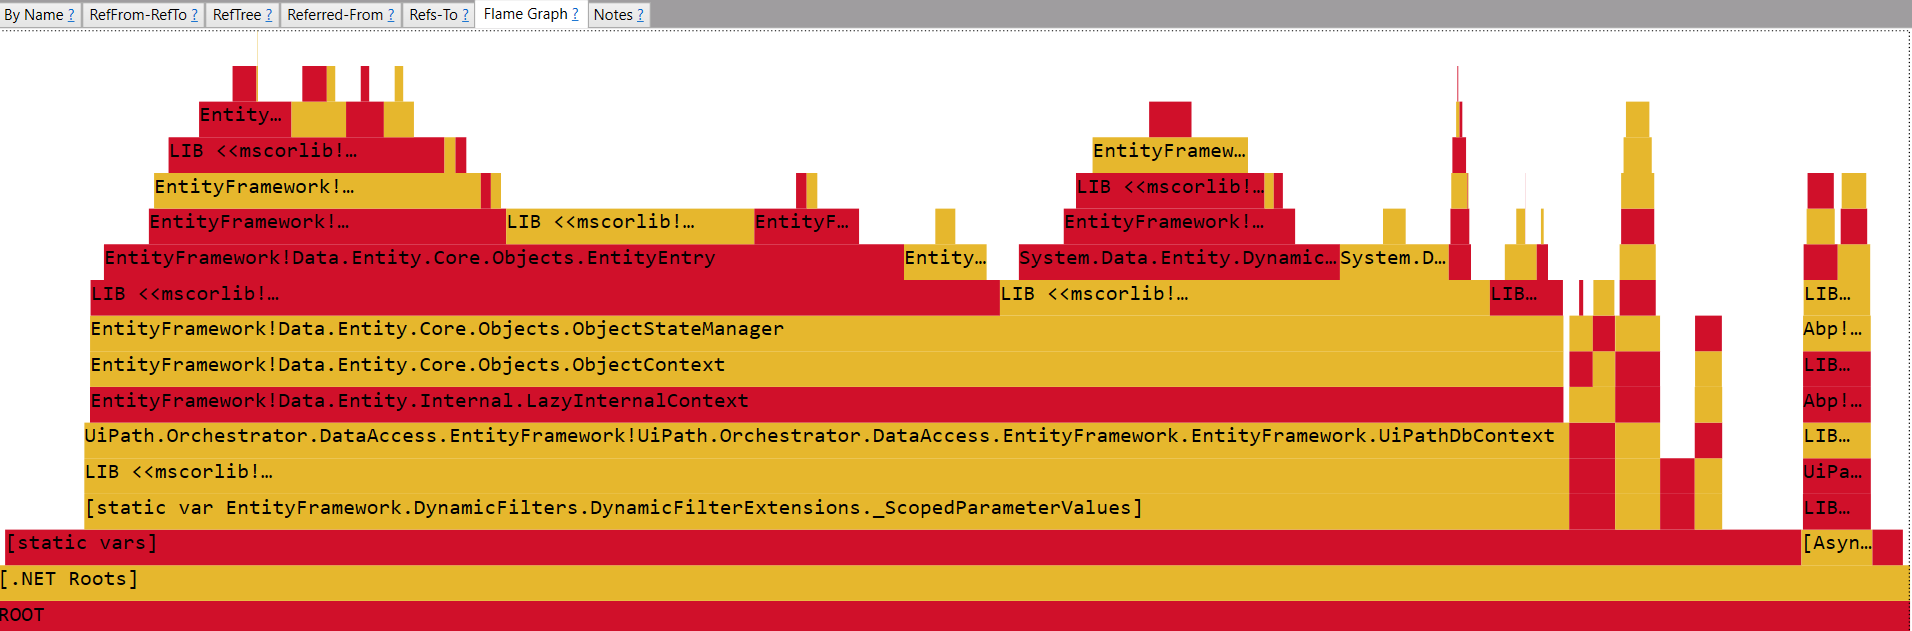 By Name ? RefFrom-RefTo ? RefTree ? Referred-From ? Refs-To ? Flame Graph ? Notes ?
Entity…
LIB <<mscorlib!… EntityFramew…
EntityFramework!… LIB <<mscorlib!…
EntityFramework!… LIB <<mscorlib!… EntityF… EntityFramework!…
EntityFramework!Data.Entity.Core.Objects.EntityEntry Entity… System.Data.Entity.Dynamic… System.D…
LIB <<mscorlib!… LIB <<mscorlib!… LIB… LIB…
EntityFramework!Data.Entity.Core.Objects.ObjectStateManager Abp!…
EntityFramework!Data.Entity.Core.Objects.ObjectContext LIB…
EntityFramework!Data.Entity.Internal.LazyInternalContext Abp!…
UiPath.Orchestrator.DataAccess.EntityFramework!UiPath.Orchestrator.DataAccess.EntityFramework.EntityFramework.UiPathDbContext LIB…
LIB <<mscorlib!… UiPa…
[static var EntityFramework.DynamicFilters.DynamicFilterExtensions._ScopedParameterValues] LIB…
[static vars] [Asyn…
[.NET Roots]
ROOT